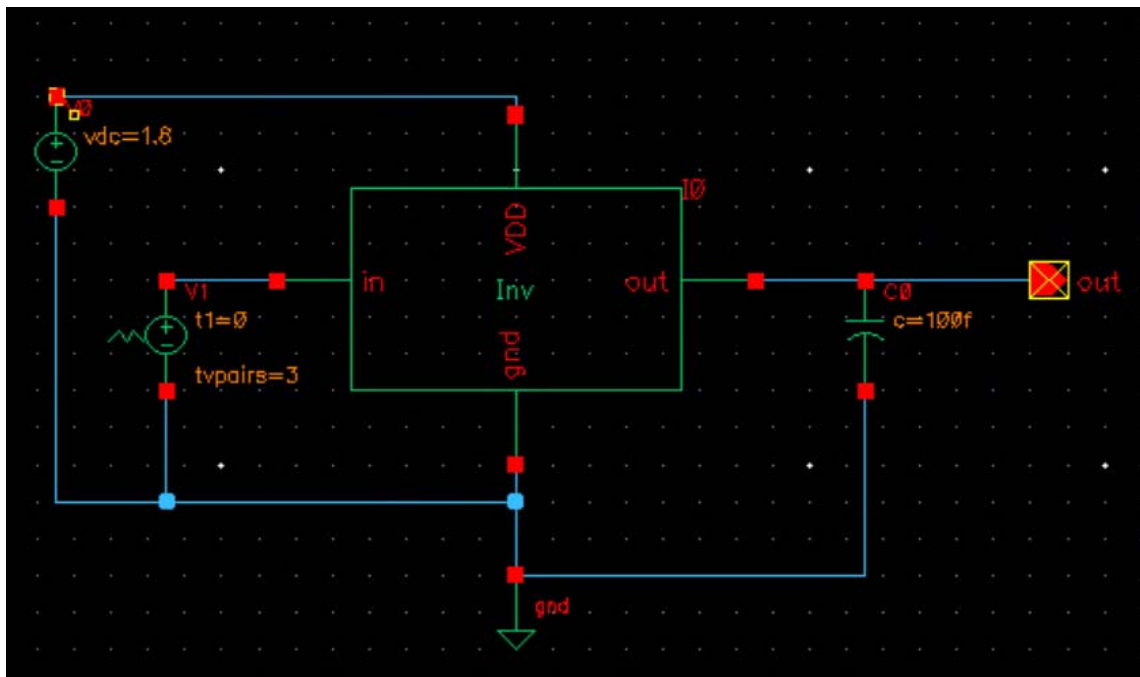 V0
vdc=1.8
I0
VDD
V1
in
Inv
out
out
t1=0
C0
c=100f
gnd
tvpairs=3
gnd